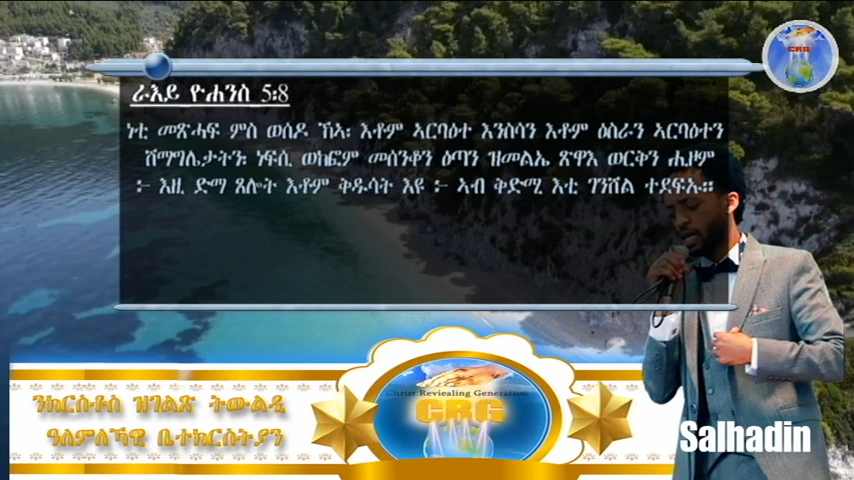 ራእይ ዮሐንስ 5፡8
ነቲ መጽሓፍ ምስ ወሰዶ ኸኣ፡ እቶም ኣርባዕተ እንስሳን እቶም ዕስራን ኣርባዕተን
ሽማግሌታትን፡ ነፍሲ ወከፎም መሰንቆን ዕጣን ዝመልኤ ጽዋእ ወርቅን ሒዞም
፦ እዚ ድማ ጸሎት እቶም ቅዱሳት እዩ ፦ ኣብ ቅድሚ እቲ ገንሸል ተደፍኡ።
CRG
ንክርስቶስ ዝገልጽ ትውልዲ
ዓለምለኻዊ ቤተክርስትያን
Christ Reviealing Generation
CRG
Salhadin